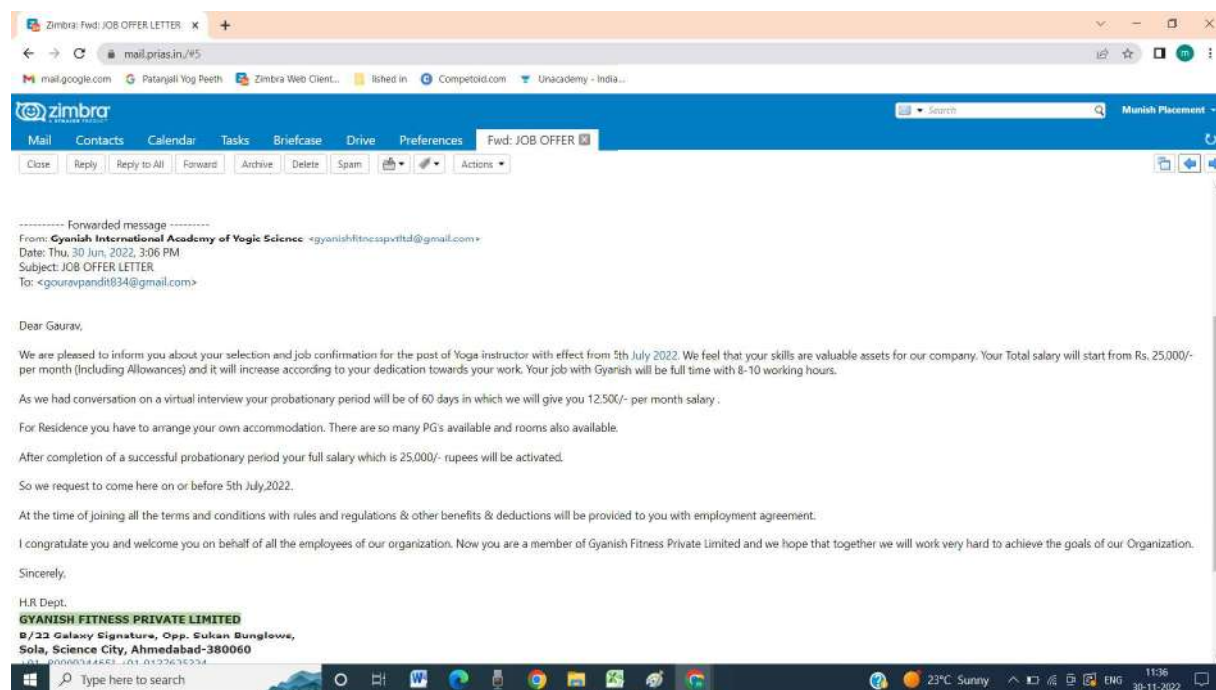 Zimbra: Fwd: JOB OFFER LETTER
mail.prias.in./#5
mail.google.com Patanjali Yog Peeth Zimbra Web Client... lished in Competoid.com Unacademy - India...
zimbra
A SYNACOR PRODUCT
Search
Munish Placement
Mail Contacts Calendar Tasks Briefcase Drive Preferences Fwd: JOB OFFER
Close Reply Reply to All Forward Archive Delete Spam Actions
---------- Forwarded message ---------
From: Gyanish International Academy of Yogic Science <gyanishfitnesspvtltd@gmail.com>
Date: Thu, 30 Jun, 2022, 3:06 PM
Subject: JOB OFFER LETTER
To: <gouravpandit834@gmail.com>
Dear Gaurav,
We are pleased to inform you about your selection and job confirmation for the post of Yoga instructor with effect from 5th July 2022. We feel that your skills are valuable assets for our company. Your Total salary will start from Rs. 25,000/-
per month (Including Allowances) and it will increase according to your dedication towards your work. Your job with Gyanish will be full time with 8-10 working hours.
As we had conversation on a virtual interview your probationary period will be of 60 days in which we will give you 12,500/- per month salary .
For Residence you have to arrange your own accommodation. There are so many PG's available and rooms also available.
After completion of a successful probationary period your full salary which is 25,000/- rupees will be activated.
So we request to come here on or before 5th July,2022.
At the time of joining all the terms and conditions with rules and regulations & other benefits & deductions will be provided to you with employment agreement.
I congratulate you and welcome you on behalf of all the employees of our organization. Now you are a member of Gyanish Fitness Private Limited and we hope that together we will work very hard to achieve the goals of our Organization.
Sincerely,
H.R Dept.
GYANISH FITNESS PRIVATE LIMITED
B/22 Galaxy Signature, Opp. Sukan Bunglows,
Sola, Science City, Ahmedabad-380060
Type here to search
23°C Sunny
ENG
11:36
30-11-2022